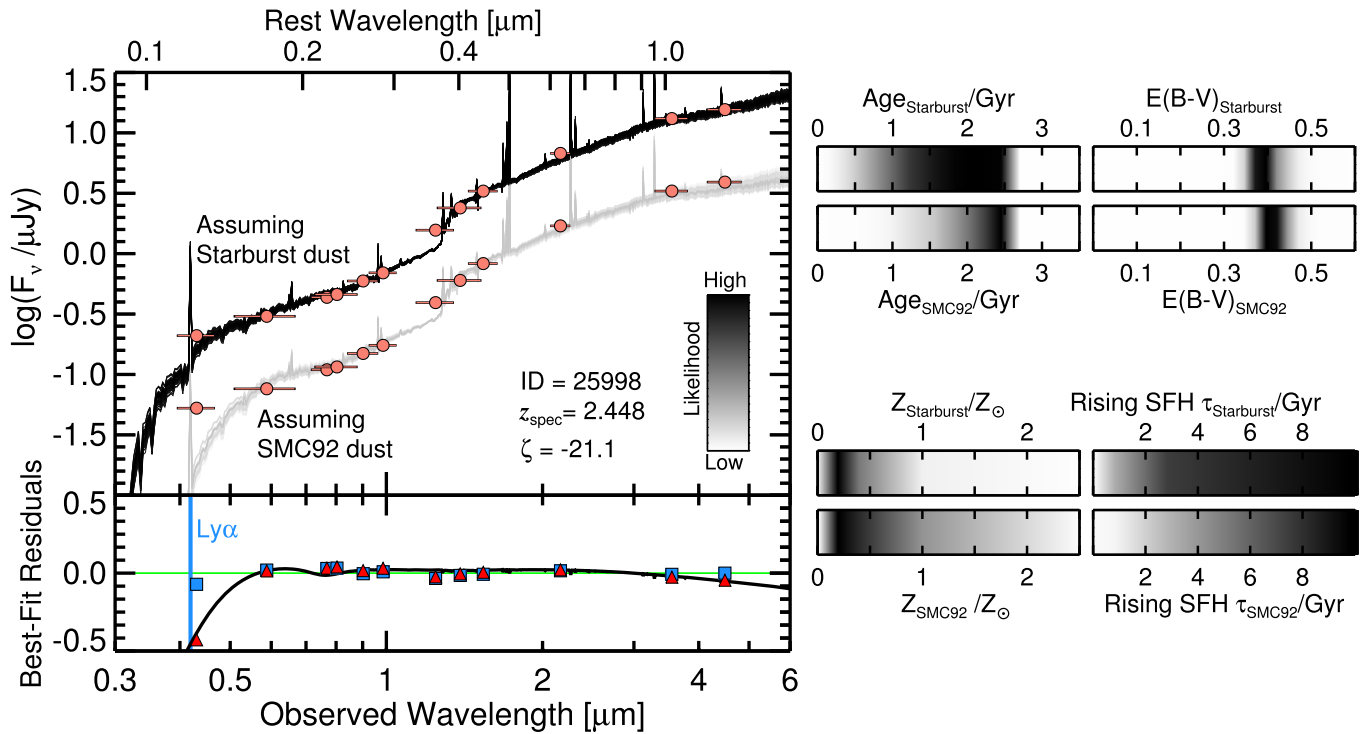 Rest Wavelength [μm]
0.1 0.2 0.4 1.0
1.5
1.0
0.5
0.0
-0.5
-1.0
-1.5
log(Fν /μJy)
Assuming
Starburst dust
Assuming
SMC92 dust
ID = 25998
zspec= 2.448
ζ = -21.1
High
Likelihood
Low
0.5
0.0
-0.5
Best-Fit Residuals
Lyα
0.3 0.5 1 2 4 6
Observed Wavelength [μm]
AgeStarburst/Gyr
0 1 2 3
0 1 2 3
AgeSMC92/Gyr
E(B-V)Starburst
0.1 0.3 0.5
0.1 0.3 0.5
E(B-V)SMC92
ZStarburst/Z⊙
0 1 2
0 1 2
ZSMC92 /Z⊙
Rising SFH τStarburst/Gyr
2 4 6 8
2 4 6 8
Rising SFH τSMC92/Gyr